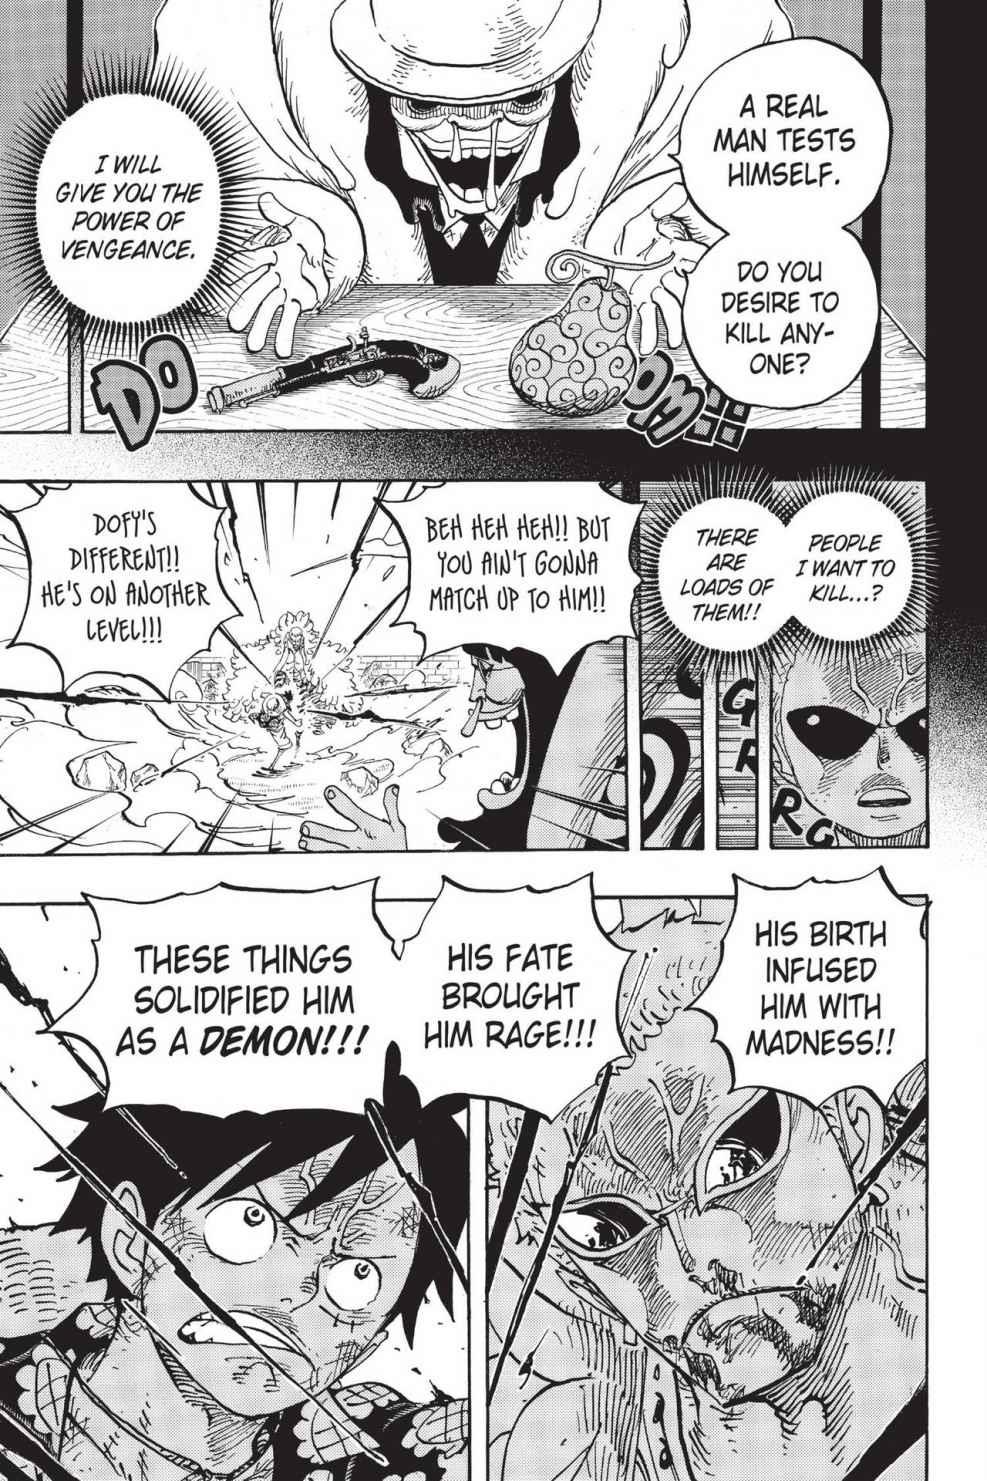 A REAL
MAN TESTS
HIMSELF.
DO YOU
DESIRE TO
KILL ANY-
ONE?
I WILL
GIVE YOU THE
POWER OF
VENGEANCE.
DO
OM
PEOPLE
I WANT TO
KILL...?
THERE
ARE
LOADS OF
THEM!!
GRRG
BEH HEH HEH!! BUT
YOU AIN'T GONNA
MATCH UP TO HIM!!
DOFY'S
DIFFERENT!!
HE'S ON ANOTHER
LEVEL!!!
HIS BIRTH
INFUSED
HIM WITH
MADNESS!!
HIS FATE
BROUGHT
HIM RAGE!!!
THESE THINGS
SOLIDIFIED HIM
AS A DEMON!!!